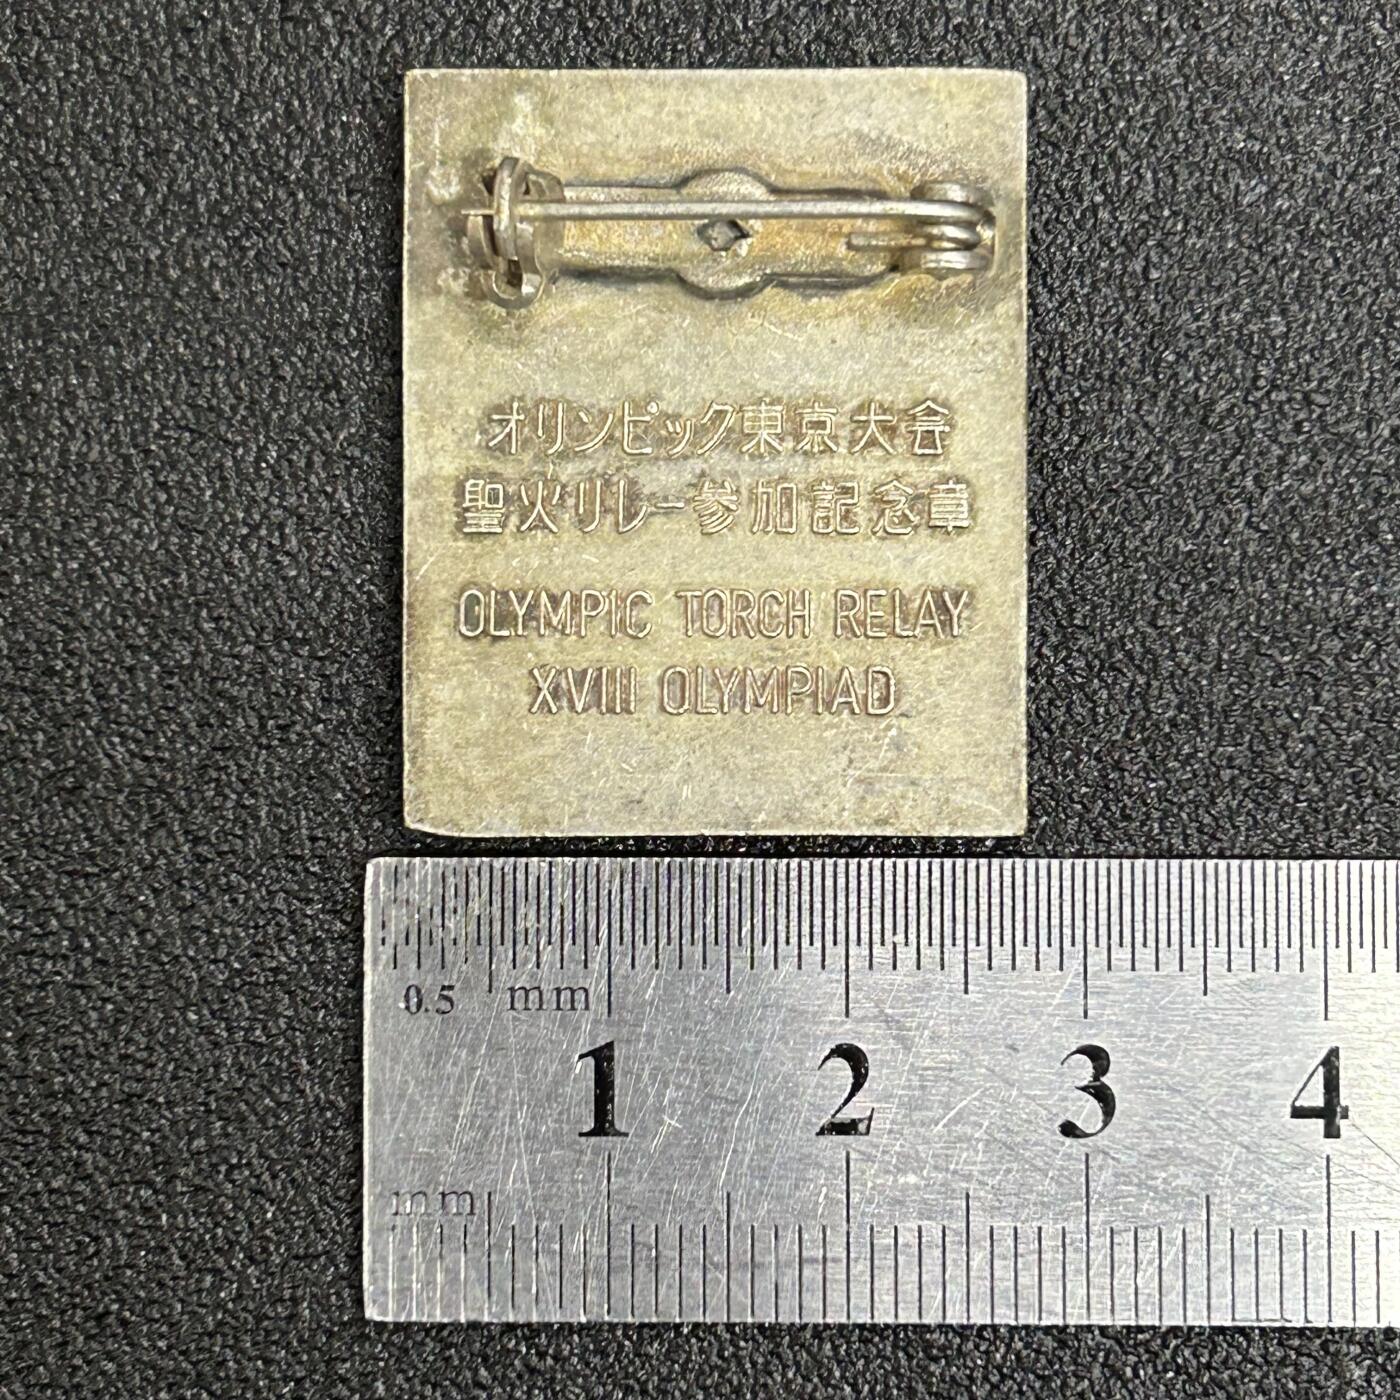 オリンピック東京大会
聖火リレー参加記念章
OLYMPIC TORCH RELAY
XVIII OLYMPIAD
0.5 mm
1 2 3 4
mm